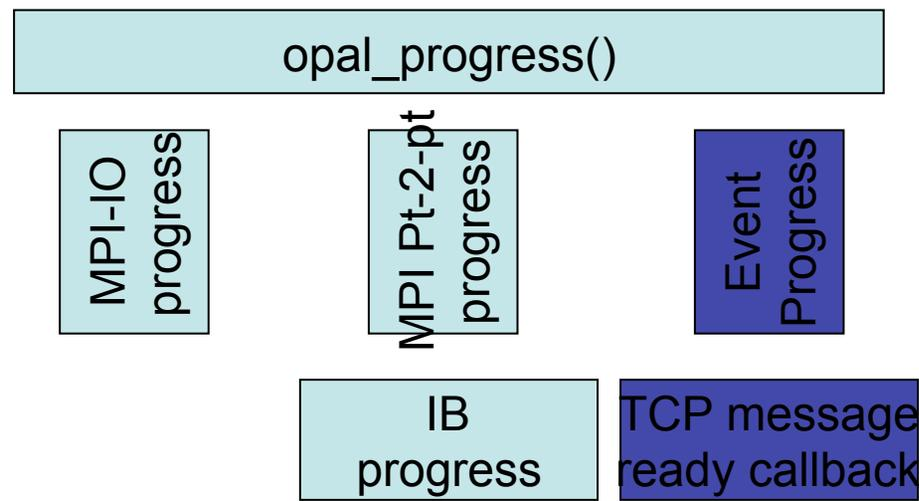 opal_progress()
MPI-IO
progress
MPI Pt-2-pt
progress
Event
Progress
IB
progress
TCP message
ready callback